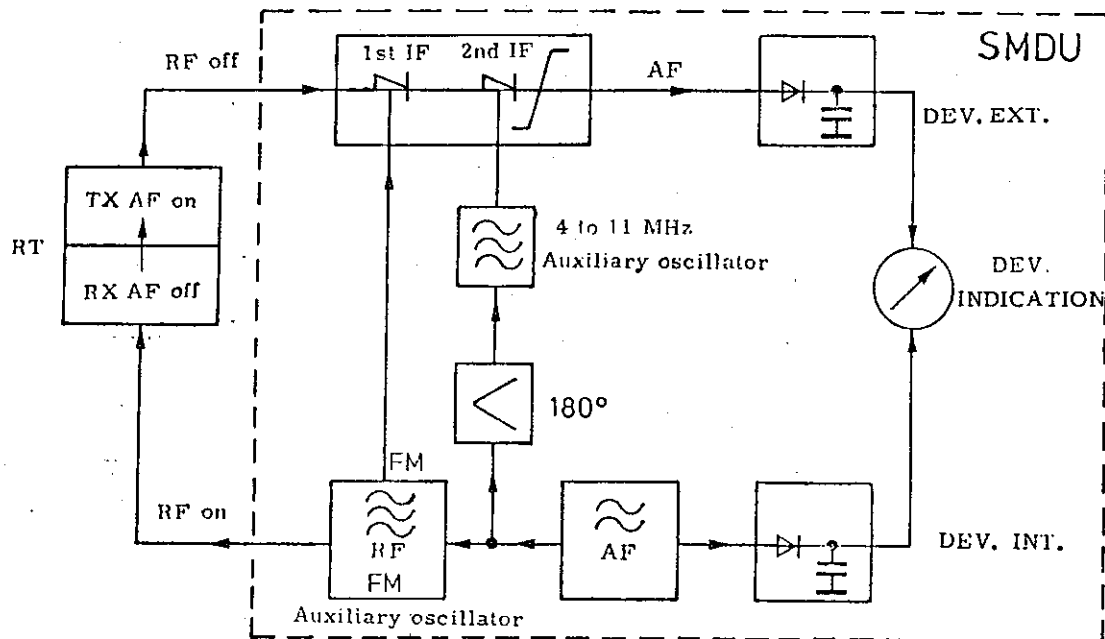 SMDU
RF off
1st IF
2nd IF
AF
DEV. EXT.
TX AF on
RT
RX AF off
4 to 11 MHz
Auxiliary oscillator
DEV.
INDICATION
180°
FM
RF on
RF
FM
AF
DEV. INT.
Auxiliary oscillator